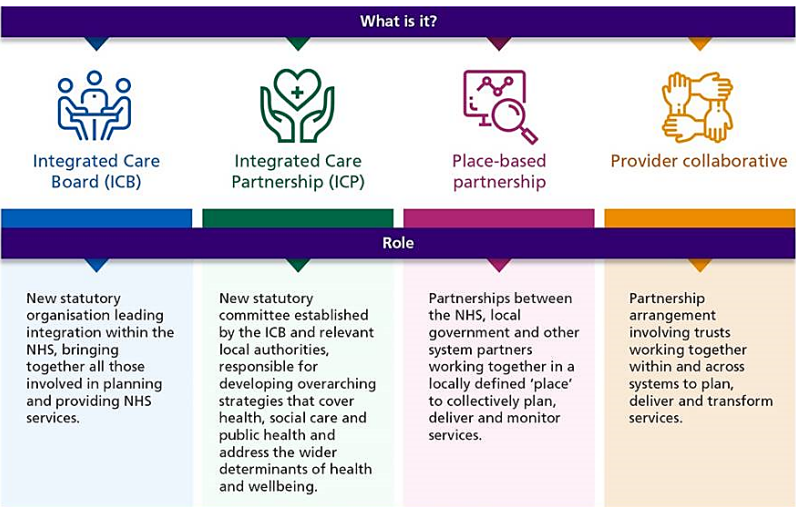 What is it?
Integrated Care
Board (ICB)
Integrated Care
Partnership (ICP)
Place-based
partnership
Provider collaborative
Role
New statutory
organisation leading
integration within the
NHS, bringing
together all those
involved in planning
and providing NHS
services.
New statutory
committee established
by the ICB and relevant
local authorities,
responsible for
developing overarching
strategies that cover
health, social care and
public health and
address the wider
determinants of health
and wellbeing.
Partnerships between
the NHS, local
government and other
system partners
working together in a
locally defined ‘place’
to collectively plan,
deliver and monitor
services.
Partnership
arrangement
involving trusts
working together
within and across
systems to plan,
deliver and transform
services.